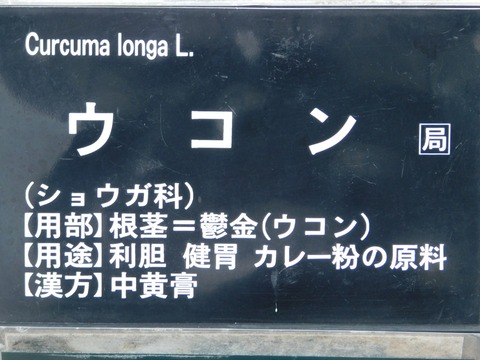 Curcuma longa L.
ウコン 局
(ショウガ科)
【用部】根茎=鬱金(ウコン)
【用途】利胆 健胃 カレー粉の原料
【漢方】中黄膏